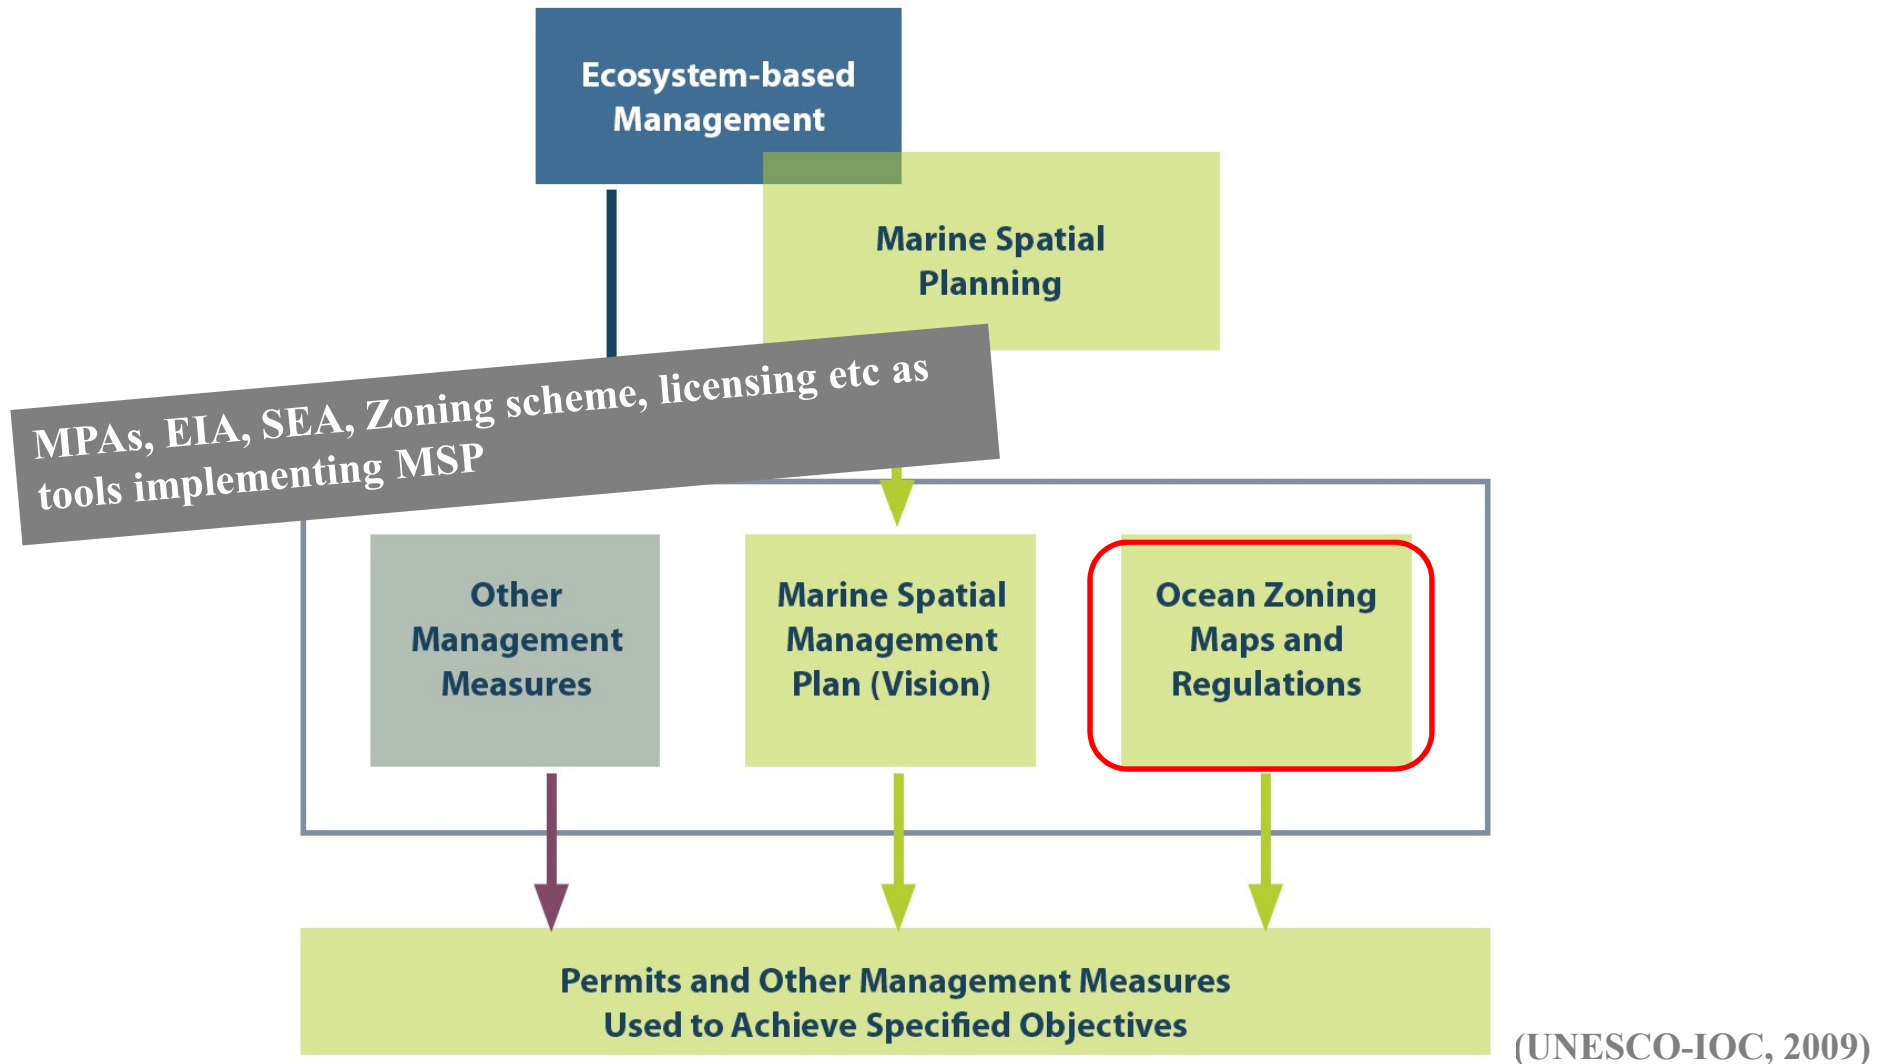 Ecosystem-based
Management
Marine Spatial
Planning
MPAs, EIA, SEA, Zoning scheme, licensing etc as
tools implementing MSP
Other
Management
Measures
Marine Spatial
Management
Plan (Vision)
Ocean Zoning
Maps and
Regulations
Permits and Other Management Measures
Used to Achieve Specified Objectives
(UNESCO-IOC, 2009)